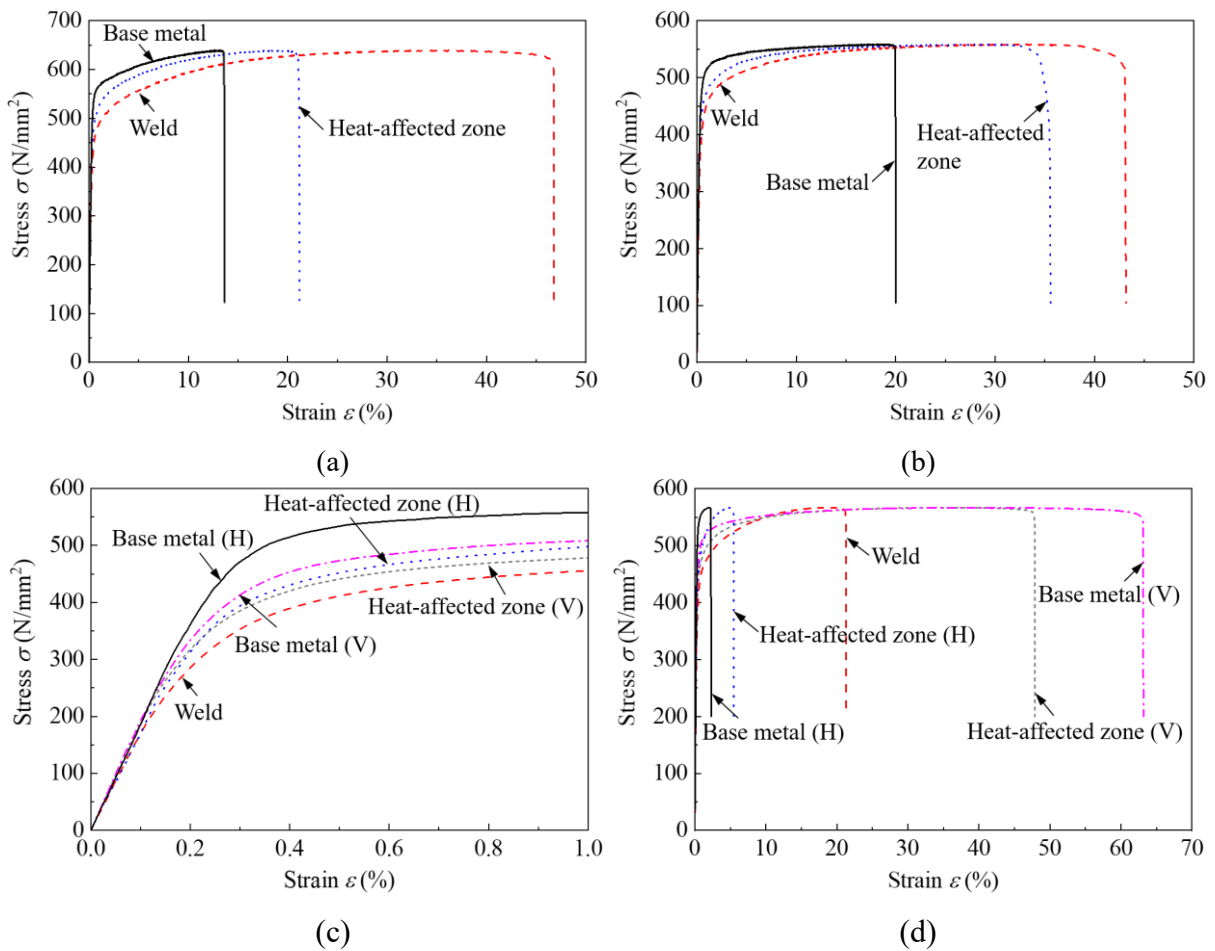 700
600
500
400
300
200
100
0
0
10
20
30
40
50
Stress σ (N/mm²)
Strain ε (%)
Base metal
Weld
Heat-affected zone
(a)
600
500
400
300
200
100
0
0
10
20
30
40
50
Stress σ (N/mm²)
Strain ε (%)
Weld
Base metal
Heat-affected
zone
(b)
600
500
400
300
200
100
0
0.0
0.2
0.4
0.6
0.8
1.0
Stress σ (N/mm²)
Strain ε (%)
Heat-affected zone (H)
Base metal (H)
Heat-affected zone (V)
Base metal (V)
Weld
(c)
600
500
400
300
200
100
0
0
10
20
30
40
50
60
70
Stress σ (N/mm²)
Strain ε (%)
Weld
Base metal (V)
Heat-affected zone (H)
Base metal (H)
Heat-affected zone (V)
(d)